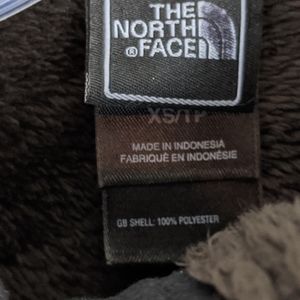 THE
NORTH
FACE
®
XS/TP
MADE IN INDONESIA
FABRIQUÉ EN INDONÉSIE
GB SHELL: 100% POLYESTER